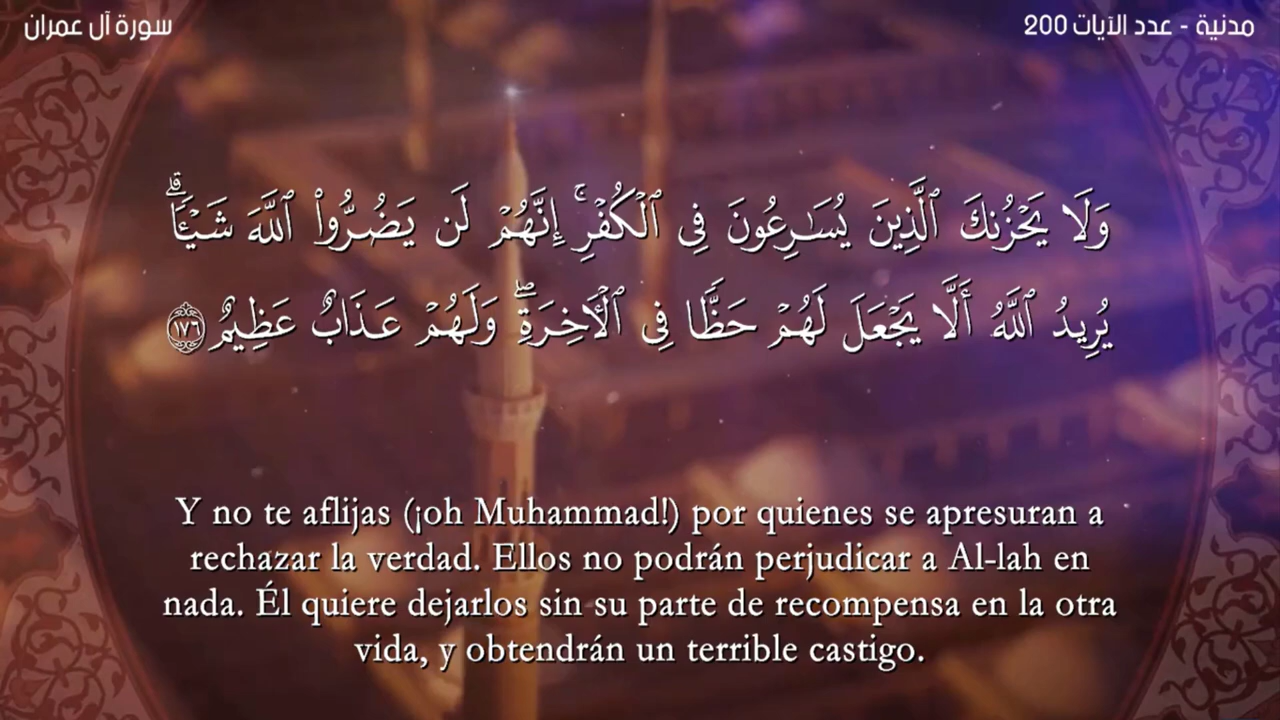 سورة آل عمران
مدنية - عدد الآيات 200
وَلَا يَحْزُنكَ ٱلَّذِينَ يُسَـٰرِعُونَ فِى ٱلْكُفْرِ ۚ إِنَّهُمْ لَن يَضُرُّوا۟ ٱللَّهَ شَيْـًٔا ۗ
يُرِيدُ ٱللَّهُ أَلَّا يَجْعَلَ لَهُمْ حَظًّا فِى ٱلْـَٔاخِرَةِ ۖ وَلَهُمْ عَذَابٌ عَظِيمٌ ١٧٦
Y no te aflijas (¡oh Muhammad!) por quienes se apresuran a
rechazar la verdad. Ellos no podrán perjudicar a Al-lah en
nada. Él quiere dejarlos sin su parte de recompensa en la otra
vida, y obtendrán un terrible castigo.